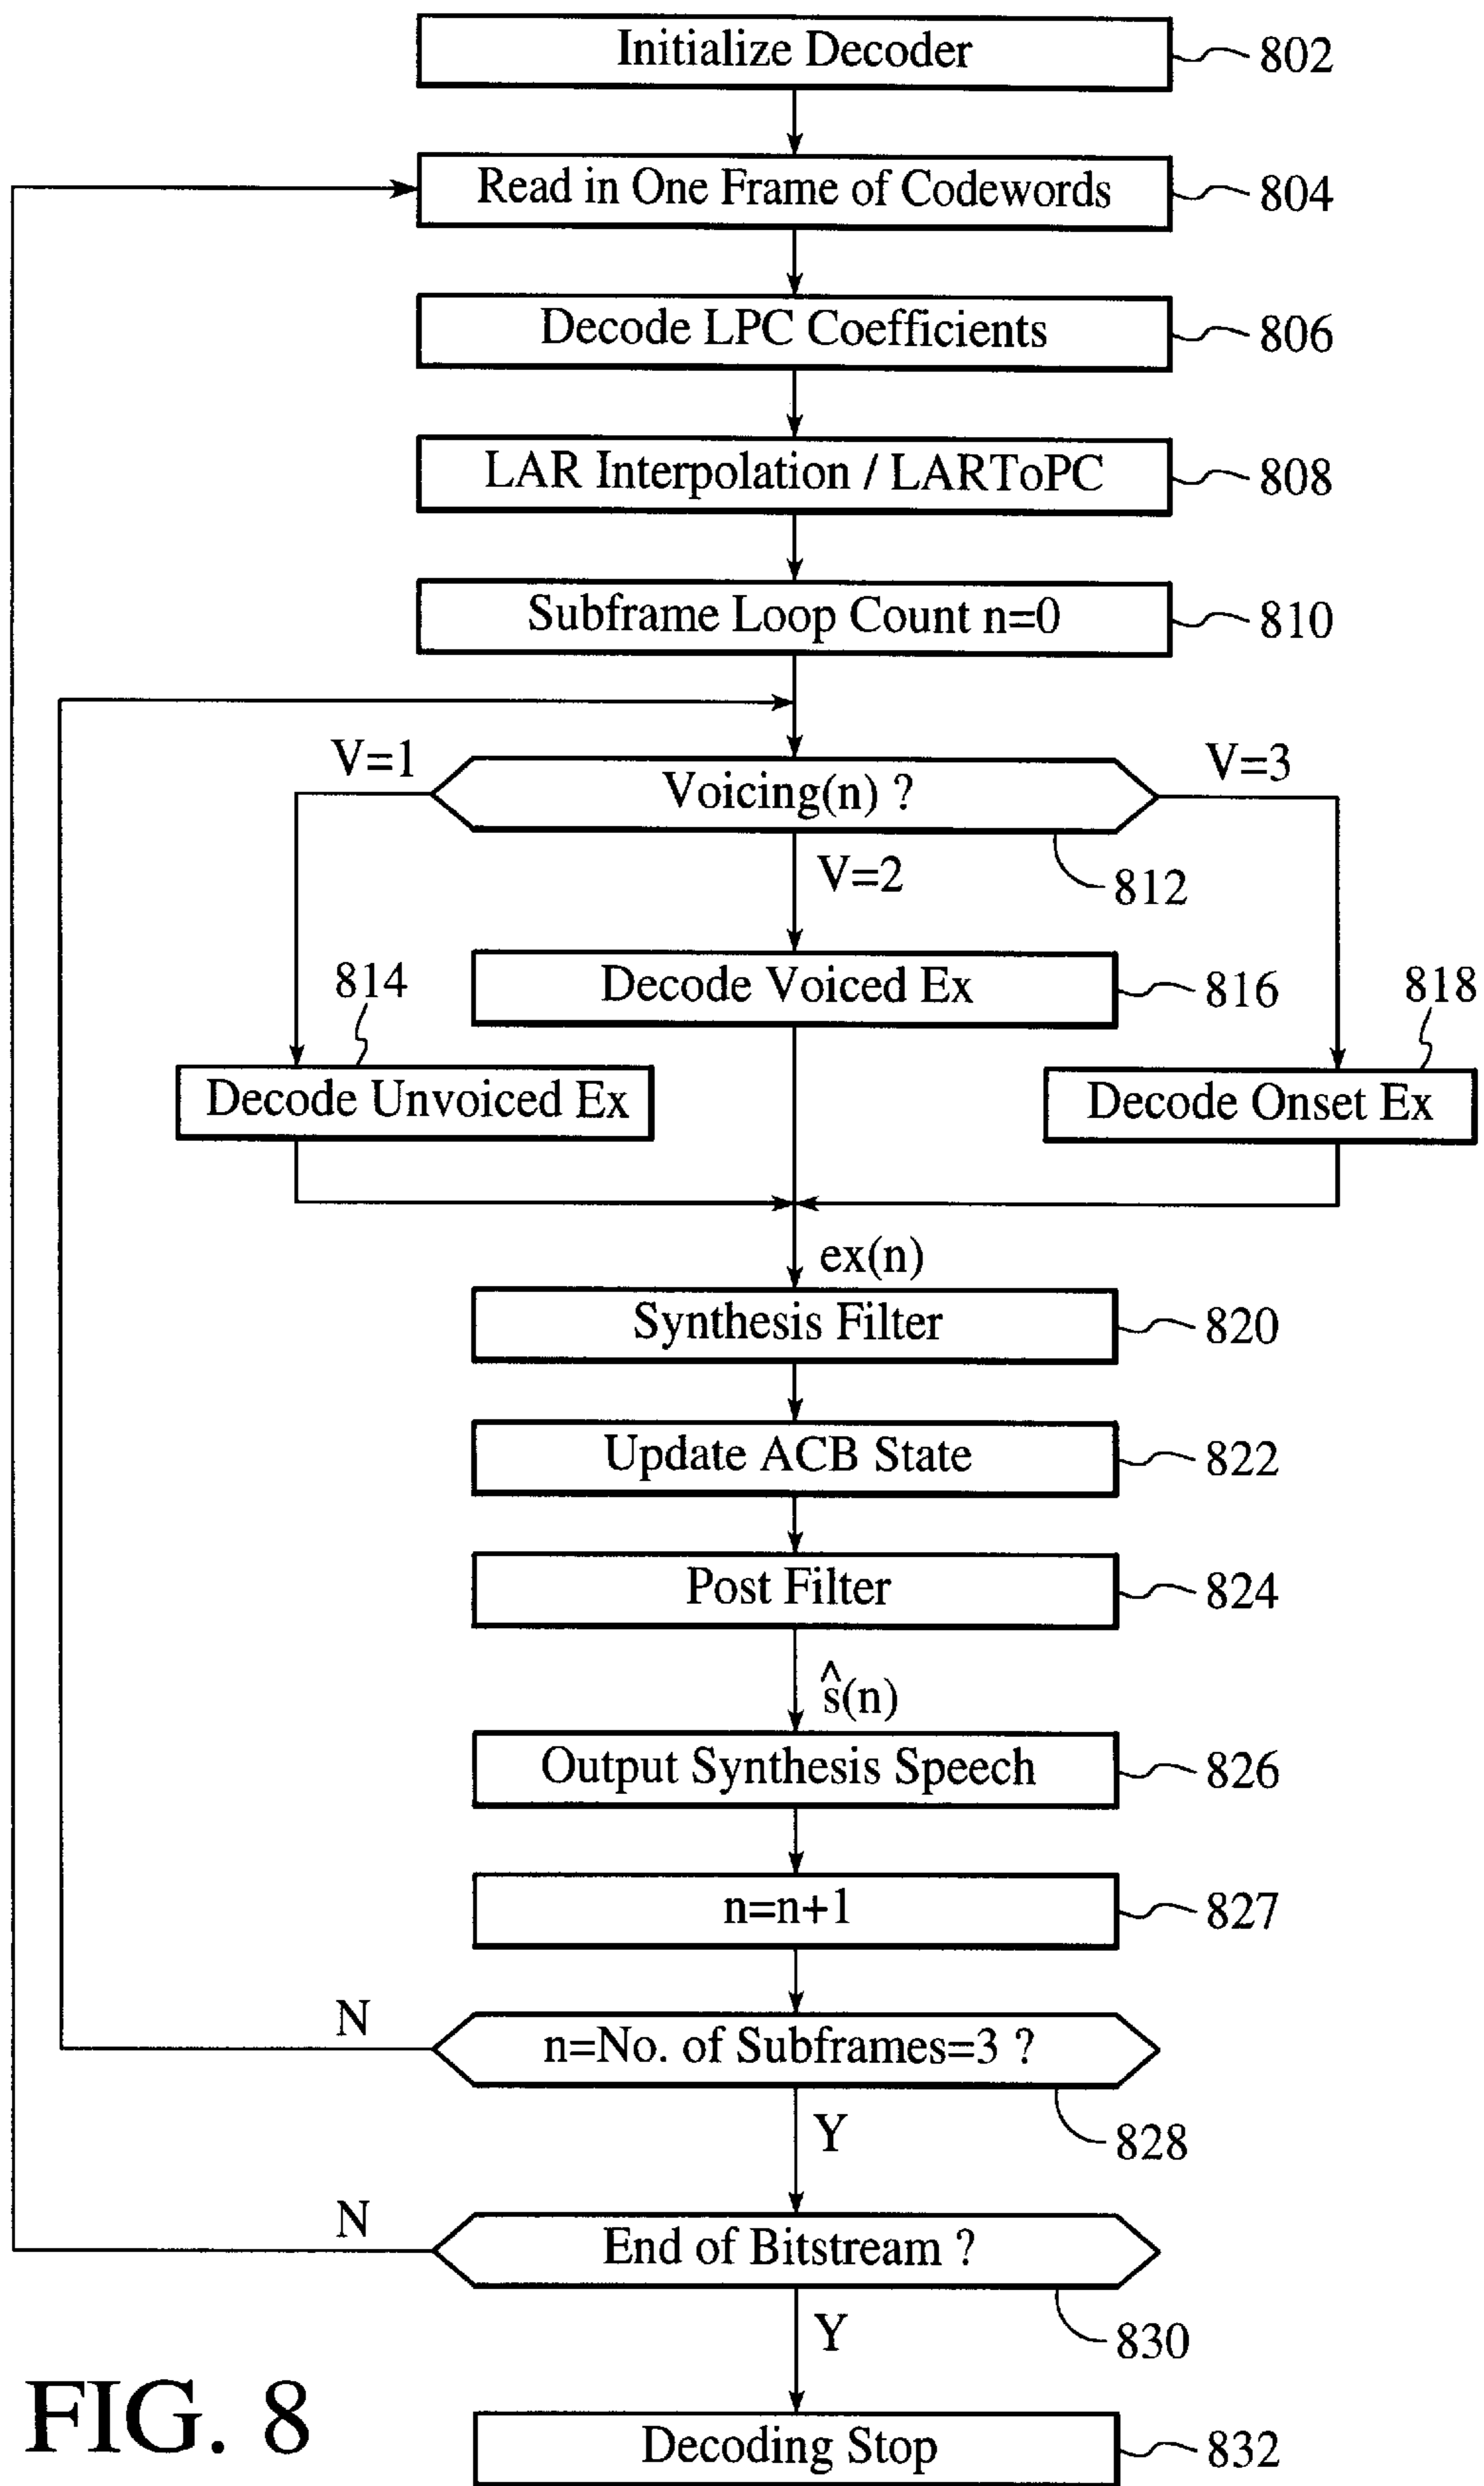 Initialize Decoder
802
Read in One Frame of Codewords
804
Decode LPC Coefficients
806
LAR Interpolation / LARToPC
808
Subframe Loop Count n=0
810
V=1
Voicing(n) ?
V=3
V=2
812
814
Decode Voiced Ex
816
818
Decode Unvoiced Ex
Decode Onset Ex
ex(n)
Synthesis Filter
820
Update ACB State
822
Post Filter
824
ŝ(n)
Output Synthesis Speech
826
n=n+1
827
N
n=No. of Subframes=3 ?
Y
828
N
End of Bitstream ?
Y
830
FIG. 8
Decoding Stop
832